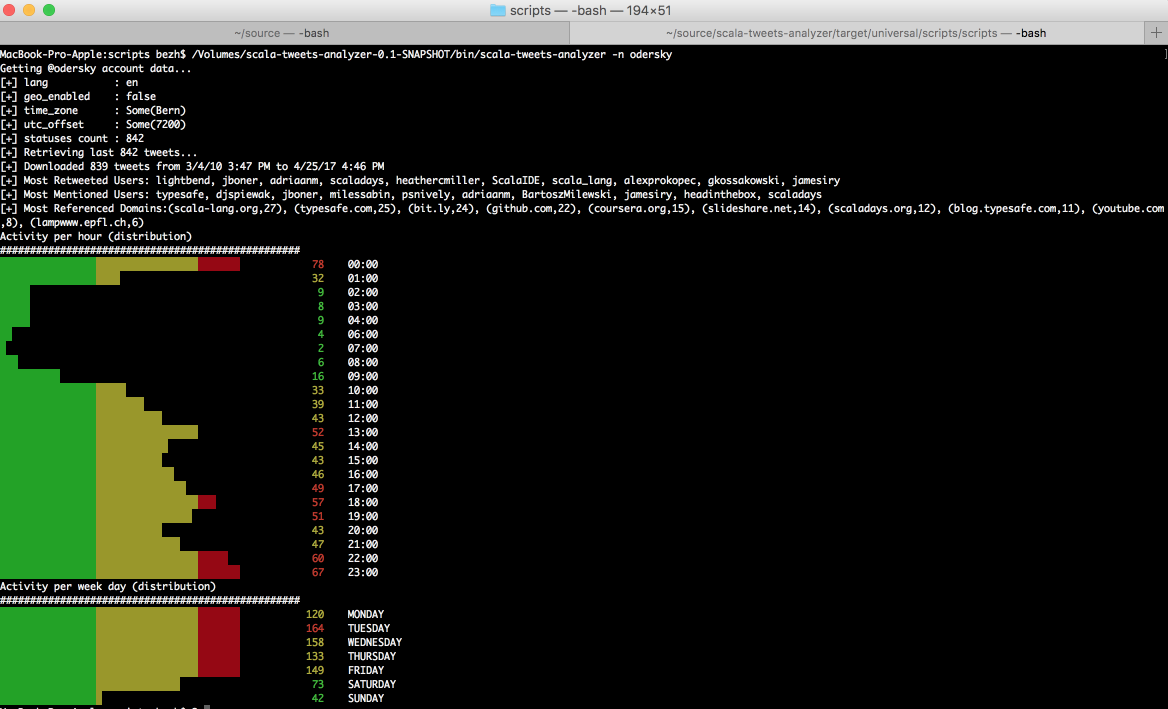 scripts — -bash — 194×51
~/source — -bash
~/source/scala-tweets-analyzer/target/universal/scripts/scripts — -bash
+
MacBook-Pro-Apple:scripts bezh$ /Volumes/scala-tweets-analyzer-0.1-SNAPSHOT/bin/scala-tweets-analyzer -n odersky
Getting @odersky account data...
[+] lang           : en
[+] geo_enabled    : false
[+] time_zone      : Some(Bern)
[+] utc_offset     : Some(7200)
[+] statuses count : 842
[+] Retrieving last 842 tweets...
[+] Downloaded 839 tweets from 3/4/10 3:47 PM to 4/25/17 4:46 PM
[+] Most Retweeted Users: lightbend, jboner, adriaanm, scaladays, heathercmiller, ScalaIDE, scala_lang, alexprokopec, gkossakowski, jamesiry
[+] Most Mentioned Users: typesafe, djspiewak, jboner, milessabin, psnively, adriaanm, BartoszMilewski, jamesiry, headinthebox, scaladays
[+] Most Referenced Domains:(scala-lang.org,27), (typesafe.com,25), (bit.ly,24), (github.com,22), (coursera.org,15), (slideshare.net,14), (scaladays.org,12), (blog.typesafe.com,11), (youtube.com
,8), (lampwww.epfl.ch,6)
Activity per hour (distribution)
##################################################
78 00:00
32 01:00
9 02:00
8 03:00
9 04:00
4 06:00
2 07:00
6 08:00
16 09:00
33 10:00
39 11:00
43 12:00
52 13:00
45 14:00
43 15:00
46 16:00
49 17:00
57 18:00
51 19:00
43 20:00
47 21:00
60 22:00
67 23:00
Activity per week day (distribution)
##################################################
120 MONDAY
164 TUESDAY
158 WEDNESDAY
133 THURSDAY
149 FRIDAY
73 SATURDAY
42 SUNDAY